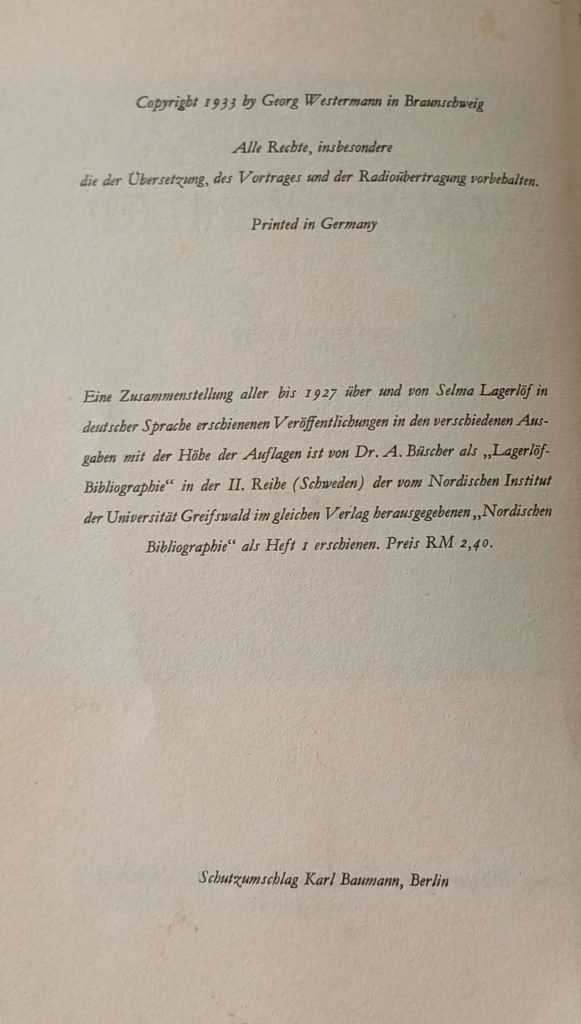 Copyright 1933 by Georg Westermann in Braunschweig
Alle Rechte, insbesondere
die der Übersetzung, des Vortrages und der Radioübertragung vorbehalten.
Printed in Germany
Eine Zusammenstellung aller bis 1927 über und von Selma Lagerlöf in
deutscher Sprache erschienenen Veröffentlichungen in den verschiedenen Aus-
gaben mit der Höhe der Auflagen ist von Dr. A. Büscher als „Lagerlöf-
Bibliographie“ in der II. Reihe (Schweden) der vom Nordischen Institut
der Universität Greifswald im gleichen Verlag herausgegebenen „Nordischen
Bibliographie“ als Heft 1 erschienen. Preis RM 2,40.
Schutzumschlag Karl Baumann, Berlin